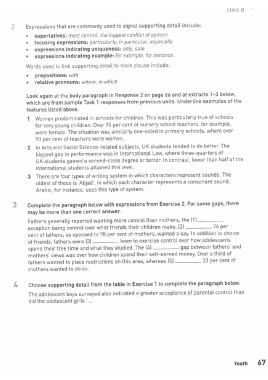 Unit 8
2 Expressions that are commonly used to signal supporting detail include:
• superlatives: most central, the biggest conflict of opinion
• focusing expressions: particularly, in particular, especially
• expressions indicating uniqueness: only, sole
• expressions indicating example: for example, for instance.
Words used to link supporting detail to main clause include:
• prepositions: with
• relative pronouns: where, in which
Look again at the body paragraph in Response 2 on page 66 and at extracts 1–3 below,
which are from sample Task 1 responses from previous units. Underline examples of the
features listed above.
1 Women predominated in schools for children. This was particularly true of schools
for very young children. Over 95 per cent of nursery school teachers, for example,
were female. The situation was similarly one-sided in primary schools, where over
90 per cent of teachers were women.
2 In Arts and Social Science-related subjects, UK students tended to do better. The
biggest gap in performance was in International Law, where three-quarters of
UK students gained a second-class degree or better. In contrast, fewer than half of the
international students attained this level.
3 There are four types of writing system in which characters represent sounds. The
oldest of these is 'Abjad', in which each character represents a consonant sound.
Arabic, for instance, uses this type of system.
3 Complete the paragraph below with expressions from Exercise 2. For some gaps, there
may be more than one correct answer.
Fathers generally reported wanting more control than mothers, the (1)
exception being control over what friends their children make, (2) 74 per
cent of fathers, as opposed to 78 per cent of mothers, wanted a say. In addition to choice
of friends, fathers were (3) keen to exercise control over how adolescents
spend their free time and what they studied. The (4) gap between fathers' and
mothers' views was over how children spend their self-earned money. Over a third of
fathers wanted to place restrictions on this area, whereas (5) 23 per cent of
mothers wanted to do so.
4 Choose supporting detail from the table in Exercise 1 to complete the paragraph below.
The adolescent boys surveyed also indicated a greater acceptance of parental control than
did the adolescent girls ...
Youth 67